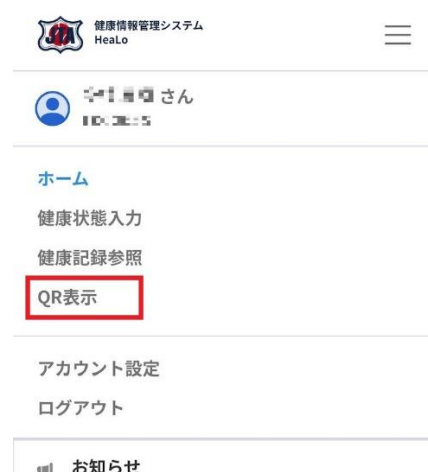 健康情報管理システム
HeaLo
さん
ホーム
健康状態入力
健康記録参照
QR表示
アカウント設定
ログアウト
お知らせ